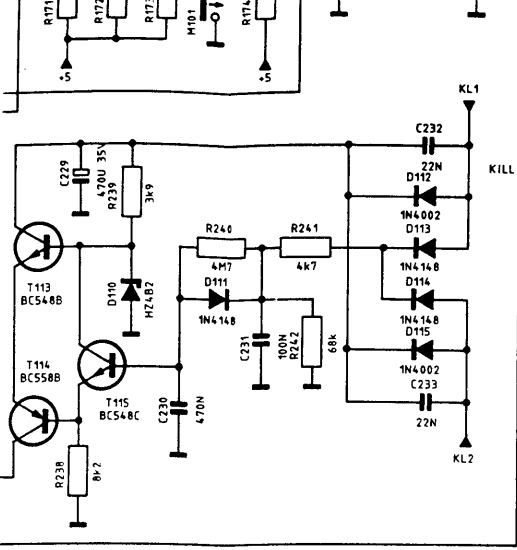 R171
R172
R173
M101
R174
+5
+5
KL1
C232
22N
KILL
C229
470U 35V
R239
3k9
D112
1N4002
R240
4M7
R241
4k7
D113
1N4148
T113
BC548B
D110
HZ4B2
D111
1N4148
D114
1N4148
C231
100N
R242
68k
D115
1N4002
T114
BC558B
T115
BC548C
C230
470N
C233
22N
R238
8k2
KL2